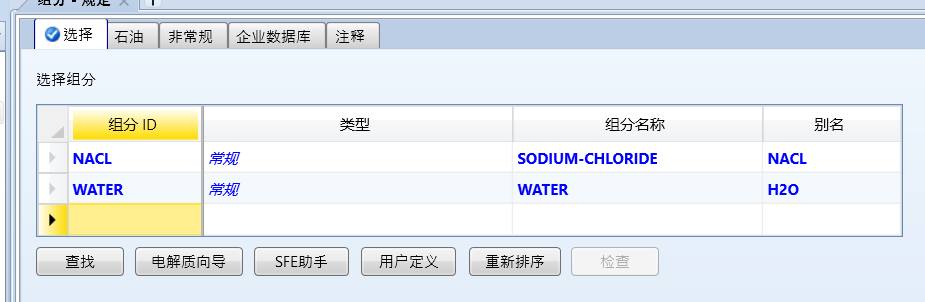 组分 - 规定
选择 石油 非常规 企业数据库 注释
选择组分
组分 ID 类型 组分名称 别名
NACL 常规 SODIUM-CHLORIDE NACL
WATER 常规 WATER H2O
查找 电解质向导 SFE助手 用户定义 重新排序 检查